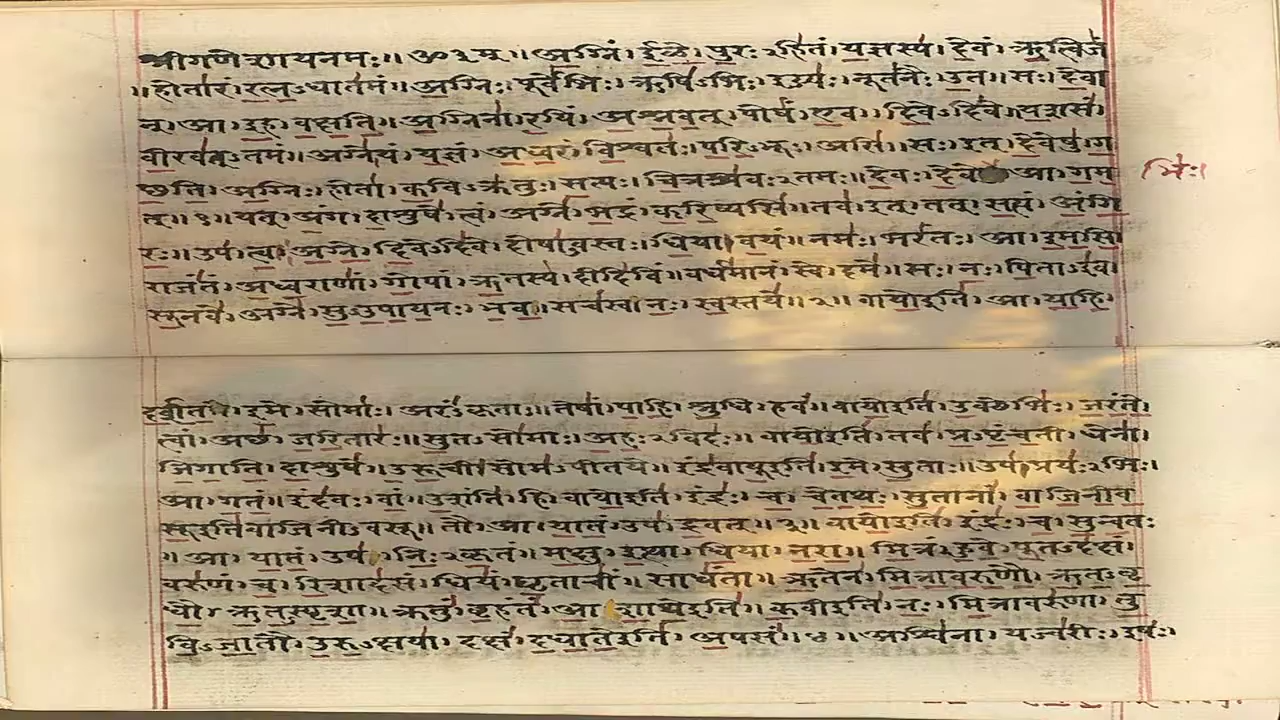 श्रीगणेशायनमः॥ ॐ३म्॥ अग्निं। ईळे। पुरःऽहितं। यज्ञस्य। देवं। ऋत्विजं
॥होतारं। रत्नऽधातमं॥ अग्निः। पूर्वेभिः। ऋषिऽभिः। ईड्यः। नूतनैः। उत॥ सः। देवा
न्। आ। इह। वक्षति॥ अग्निना। रयिं। अश्नवत्। पोषं। एव। दिवेऽदिवे॥ यशसं।
वीरवत्ऽतमं॥ अग्ने। यं। यज्ञं। अध्वरं। विश्वतः। परिऽभूः। असि॥ सः। इत्। देवेषु। ग
छति। अग्निः। होता। कविऽक्रतुः। सत्यः। चित्रश्रवःऽतमः॥ देवः। देवे आ। गम
भिः।
त्॥१॥ यत्। अंग। दाशुषे। त्वं। अग्ने। भद्रं। करिष्यसि॥ तव। इत्। तत्। सत्यं। अंगि
रः॥ उप। त्वा। अग्ने। दिवेऽदिवे। दोषाऽवस्तः। धिया। वयं॥ नमः। भरंतः। आ। इमसि।
राजंतं। अध्वराणां। गोपां। ऋतस्य। दीदिविं॥ वर्धमानं। स्वे। दमे॥ सः। नः। पिताऽइव।
सूनवे। अग्ने। सुऽउपायनः। भव॥ सचस्व। नः। स्वस्तये॥२॥ वायोइति। आ। याहि।
दर्शत। इमे। सोमाः। अरंऽकृताः॥ तेषां। पाहि। श्रुधि। हवं॥ वायोइति। उक्थेभिः। जरंते।
त्वां। अछ। जरितारः॥ सुतऽसोमाः। अहःऽविदः॥ वायोइति। तव। प्रऽपृंचती। धेना।
जिगाति। दाशुषे॥ उरूची। सोमऽपीतये॥ इंद्रवायूइति। इमे। सुताः॥ उप। प्रयःऽभिः।
आ। गतं॥ इंदवः। वां। उशंति। हि। वायोइति। इंद्रः। च। चेतथः। सुतानां। वाजिनीव
सूइतिवाजिनीऽवसू॥ तौ। आ। यातं। उप। द्रवत्॥३॥ वायोइति। इंद्रः। च। सुन्वतः
॥ आ। यातं। उप। निःऽकृतं॥ मक्षु। इत्था। धिया। नरा॥ मित्रं। हुवे। पूतऽदक्षं।
वरुणं। च। रिशादसं। धियं। घृताचीं॥ साधंता॥ ऋतेन। मित्रावरुणौ। ऋतऽवृ
धौ। ऋतऽस्पृशा॥ क्रतुं। बृहंतं। आ। शाथेइति॥ कवीइति। नः। मित्रावरुणा। तु
विऽजातौ। उरुऽक्षया। दक्षं। दधातेइति। अपसं॥४॥ अश्विना। यज्वरीः। इषः।